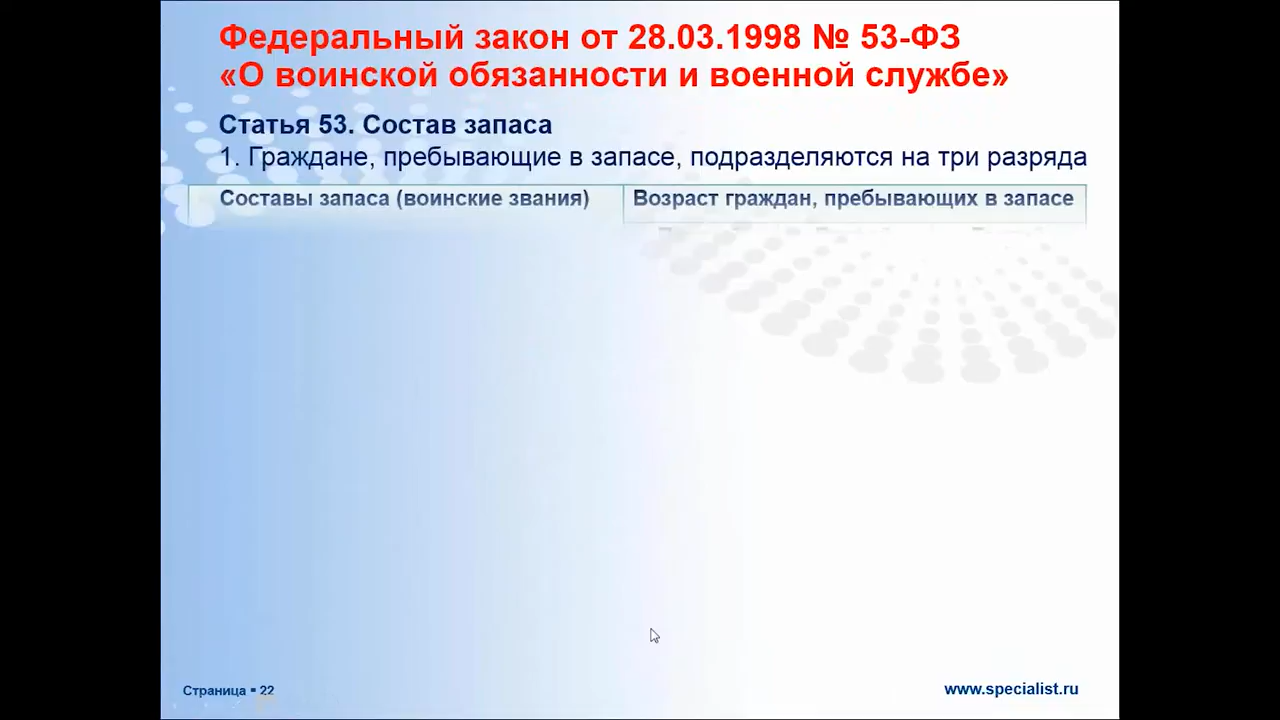 Федеральный закон от 28.03.1998 № 53-ФЗ
«О воинской обязанности и военной службе»
Статья 53. Состав запаса
1. Граждане, пребывающие в запасе, подразделяются на три разряда
Составы запаса (воинские звания)
Возраст граждан, пребывающих в запасе
Страница ▪ 22
www.specialist.ru